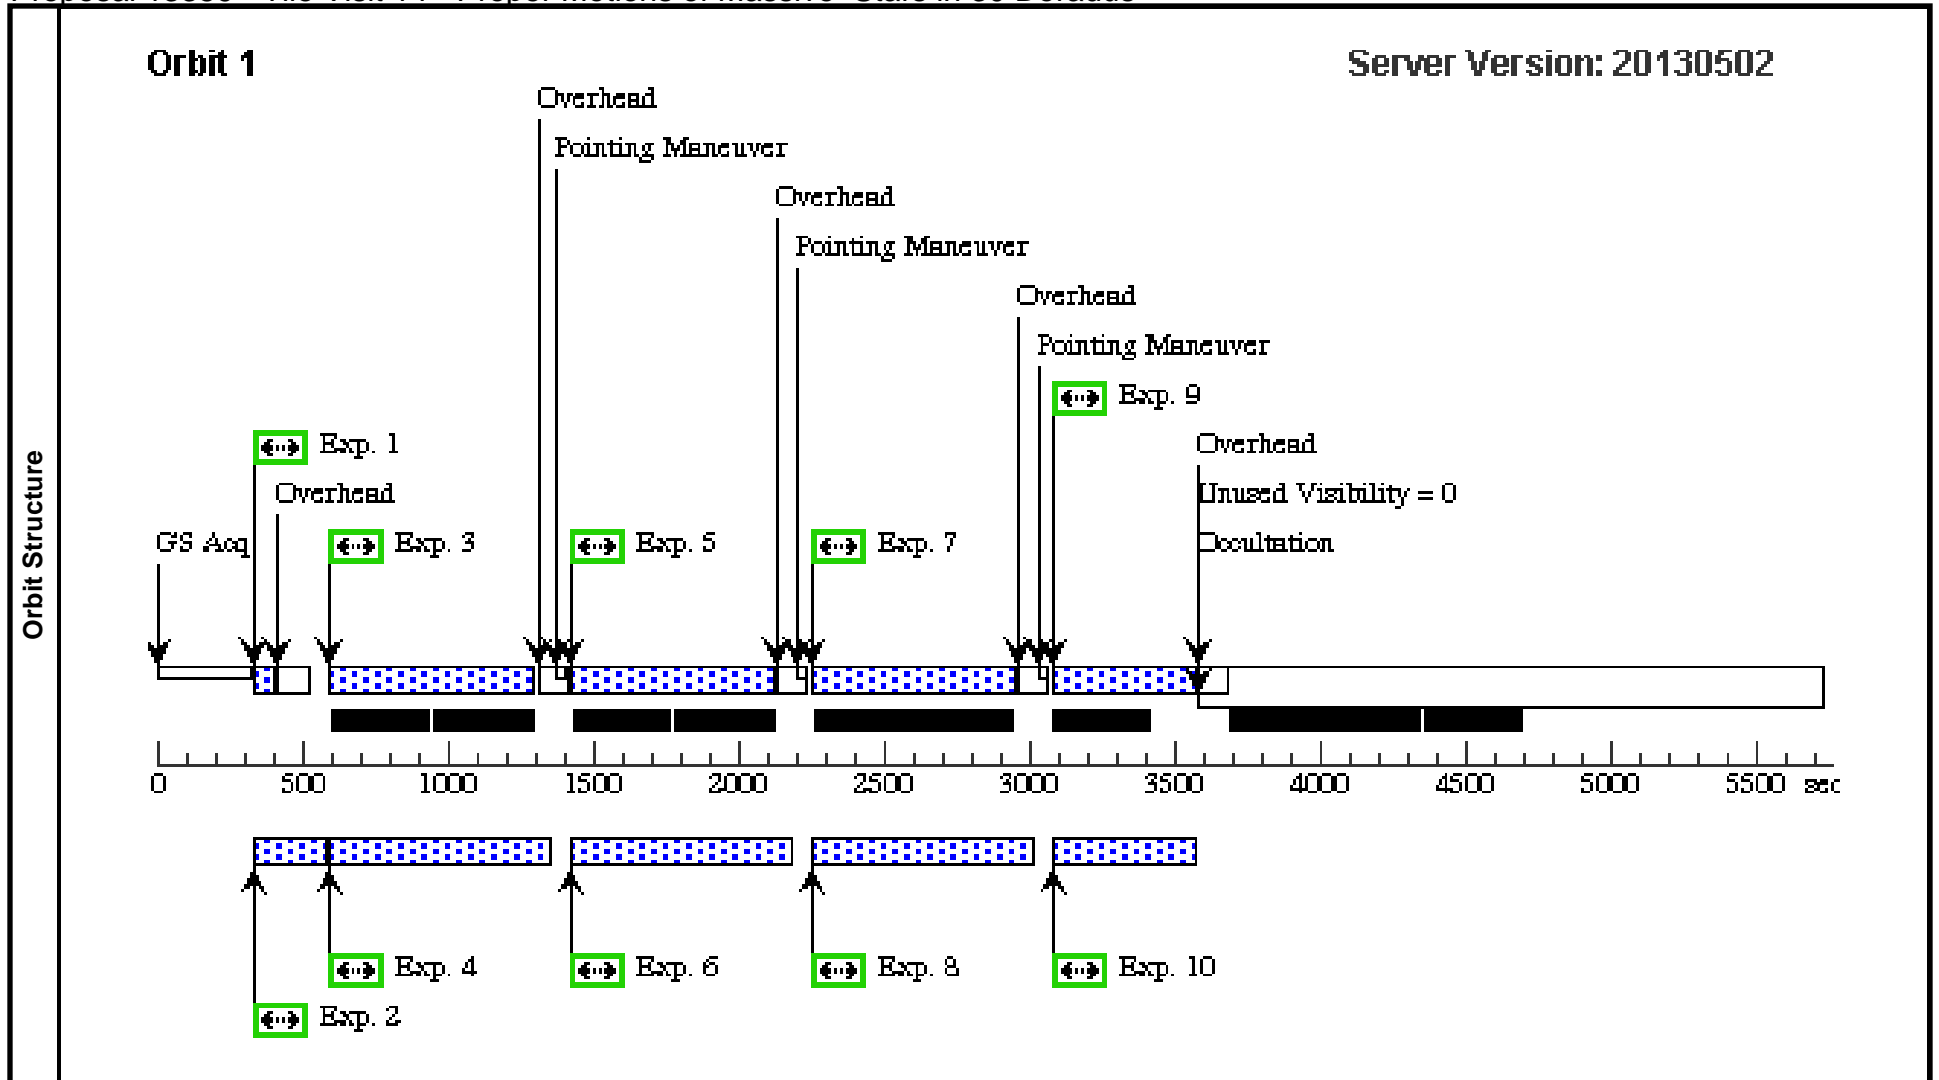 Orbit Structure
Orbit 1
Server Version: 20130502
Overhead
Pointing Maneuver
Overhead
Pointing Maneuver
Overhead
Pointing Maneuver
Exp. 9
Exp. 1
Overhead
Overhead
Unused Visibility = 0
GS Acq
Exp. 3
Exp. 5
Exp. 7
Occultation
0 500 1000 1500 2000 2500 3000 3500 4000 4500 5000 5500 sec
Exp. 4
Exp. 6
Exp. 8
Exp. 10
Exp. 2